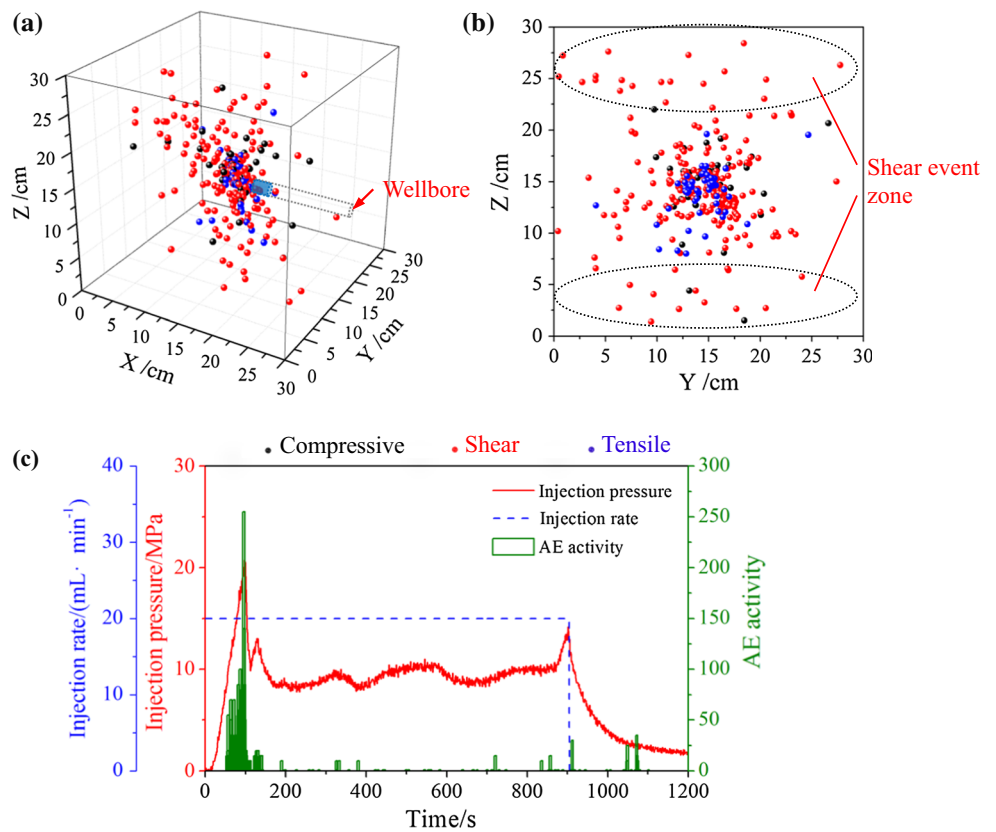 (a)
30
25
20
15
10
5
0
Z /cm
0
5
10
15
20
25
30
X /cm
0
5
10
15
20
25
30
Y /cm
Wellbore
(b)
30
25
20
15
10
5
0
Z /cm
0
5
10
15
20
25
30
Y /cm
Shear event
zone
Compressive
Shear
Tensile
(c)
40
30
20
10
0
Injection rate/(mL· min⁻¹)
30
20
10
0
Injection pressure/MPa
Injection pressure
Injection rate
AE activity
300
250
200
150
100
50
0
AE activity
0
200
400
600
800
1000
1200
Time/s